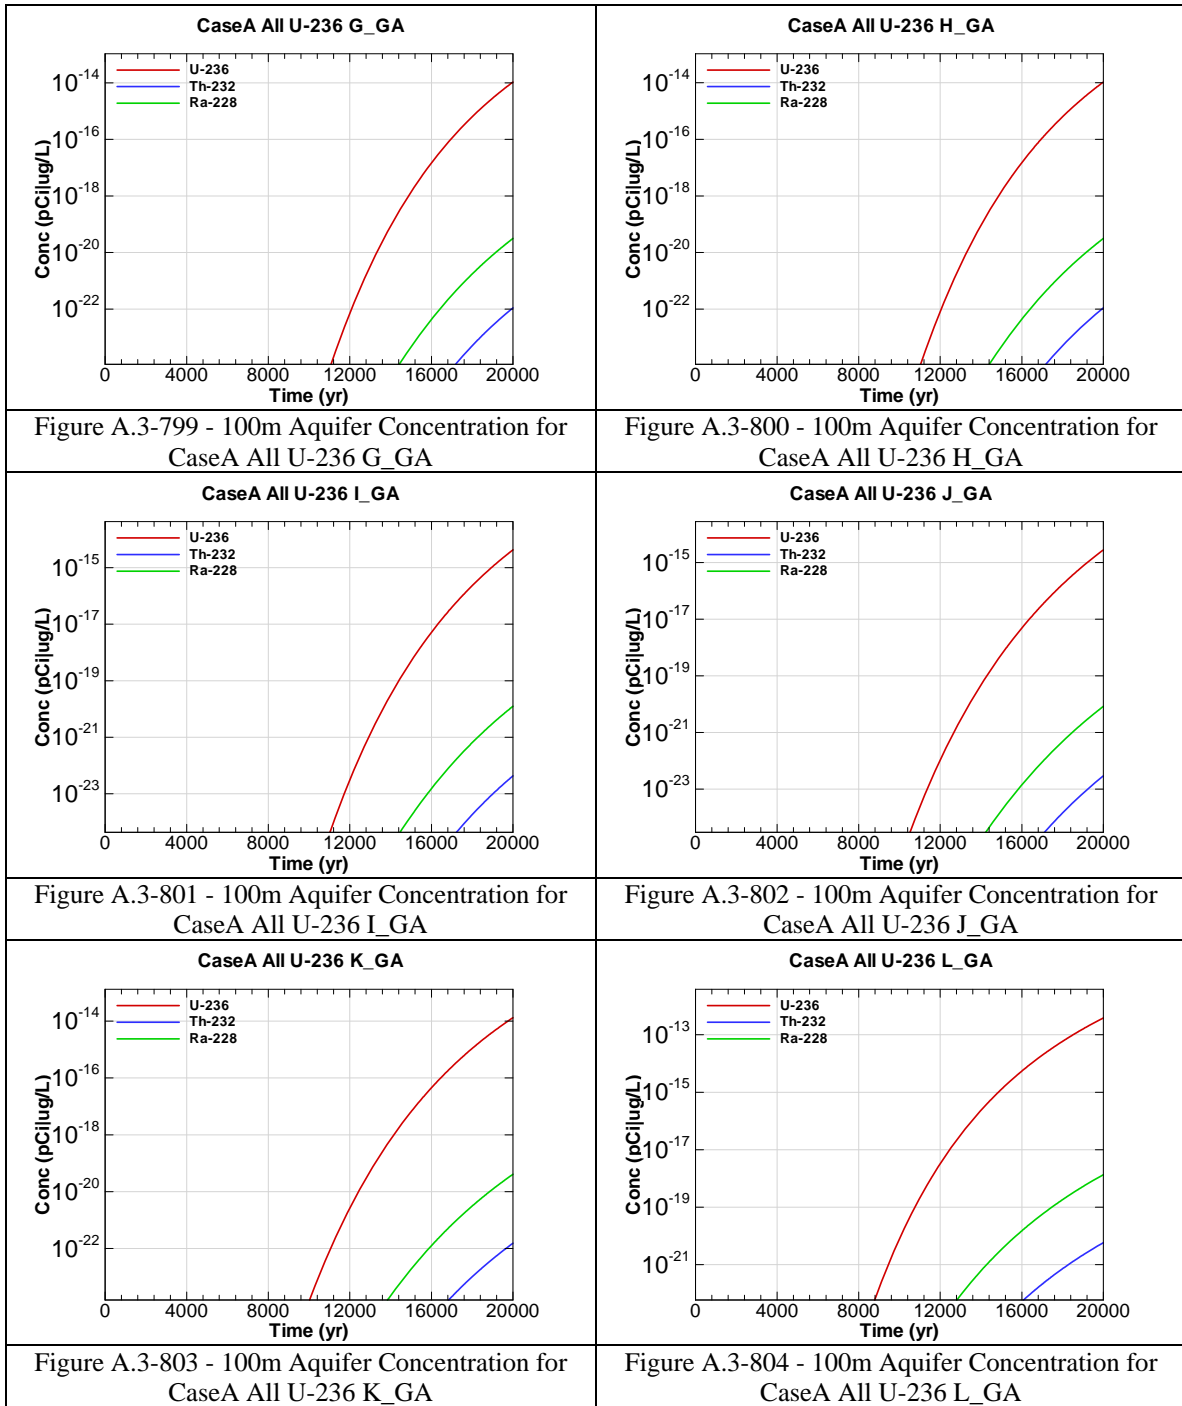 CaseA All U-236 G_GA
U-236
Th-232
Ra-228
10-14
10-16
10-18
10-20
10-22
Conc (pCi|ug/L)
0 4000 8000 12000 16000 20000
Time (yr)
Figure A.3-799 - 100m Aquifer Concentration for
CaseA All U-236 G_GA
CaseA All U-236 H_GA
U-236
Th-232
Ra-228
10-14
10-16
10-18
10-20
10-22
Conc (pCi|ug/L)
0 4000 8000 12000 16000 20000
Time (yr)
Figure A.3-800 - 100m Aquifer Concentration for
CaseA All U-236 H_GA
CaseA All U-236 I_GA
U-236
Th-232
Ra-228
10-15
10-17
10-19
10-21
10-23
Conc (pCi|ug/L)
0 4000 8000 12000 16000 20000
Time (yr)
Figure A.3-801 - 100m Aquifer Concentration for
CaseA All U-236 I_GA
CaseA All U-236 J_GA
U-236
Th-232
Ra-228
10-15
10-17
10-19
10-21
10-23
Conc (pCi|ug/L)
0 4000 8000 12000 16000 20000
Time (yr)
Figure A.3-802 - 100m Aquifer Concentration for
CaseA All U-236 J_GA
CaseA All U-236 K_GA
U-236
Th-232
Ra-228
10-14
10-16
10-18
10-20
10-22
Conc (pCi|ug/L)
0 4000 8000 12000 16000 20000
Time (yr)
Figure A.3-803 - 100m Aquifer Concentration for
CaseA All U-236 K_GA
CaseA All U-236 L_GA
U-236
Th-232
Ra-228
10-13
10-15
10-17
10-19
10-21
Conc (pCi|ug/L)
0 4000 8000 12000 16000 20000
Time (yr)
Figure A.3-804 - 100m Aquifer Concentration for
CaseA All U-236 L_GA